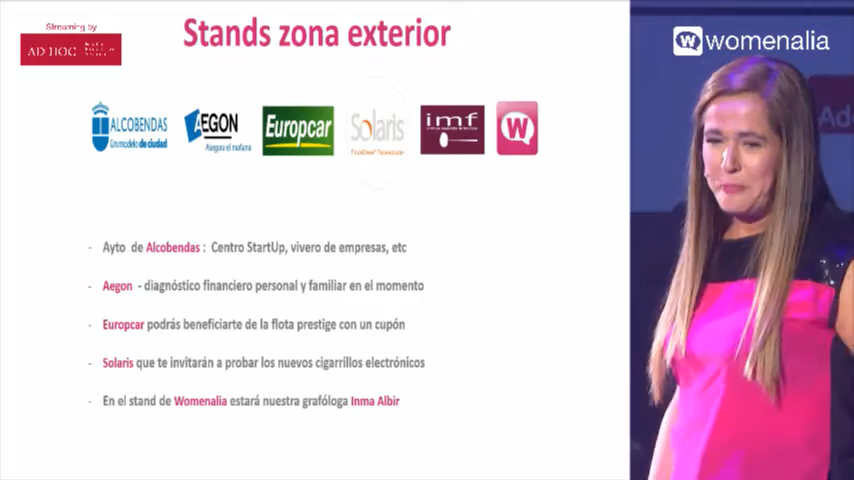 Streaming by
AD HOC
Stands zona exterior
womenalia
ALCOBENDAS
Un modelo de ciudad
AEGON
Asegura el mañana
Europcar
Solaris
imf
W
Ad
- Ayto de Alcobendas : Centro StartUp, vivero de empresas, etc
- Aegon - diagnóstico financiero personal y familiar en el momento
- Europcar podrás beneficiarte de la flota prestige con un cupón
- Solaris que te invitarán a probar los nuevos cigarrillos electrónicos
- En el stand de Womenalia estará nuestra grafóloga Inma Albir